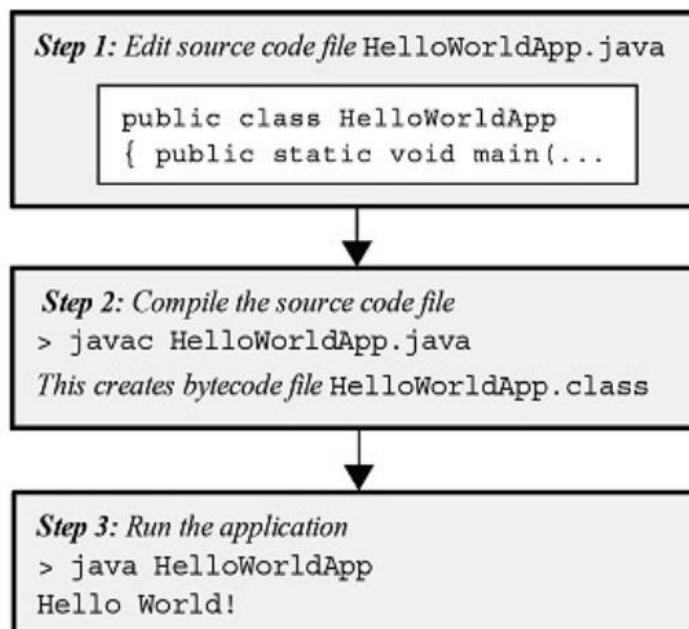 Step 1: Edit source code file HelloWorldApp.java
public class HelloWorldApp
{ public static void main(...
Step 2: Compile the source code file
> javac HelloWorldApp.java
This creates bytecode file HelloWorldApp.class
Step 3: Run the application
> java HelloWorldApp
Hello World!